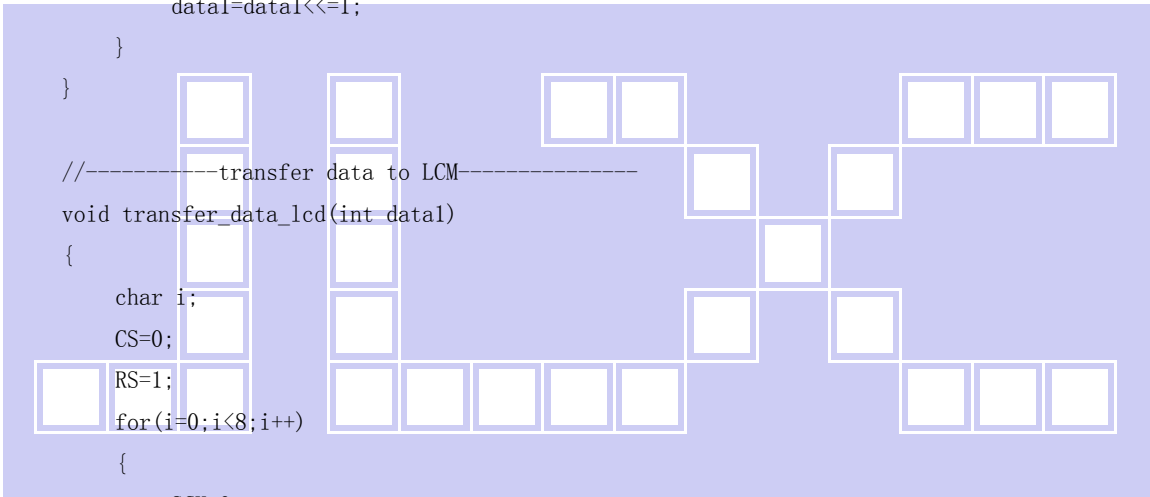 data1=data1<<=1;
}
}
//-----------transfer data to LCM---------------
void transfer_data_lcd(int data1)
{
char i;
CS=0;
RS=1;
for(i=0;i<8;i++)
{
JLX